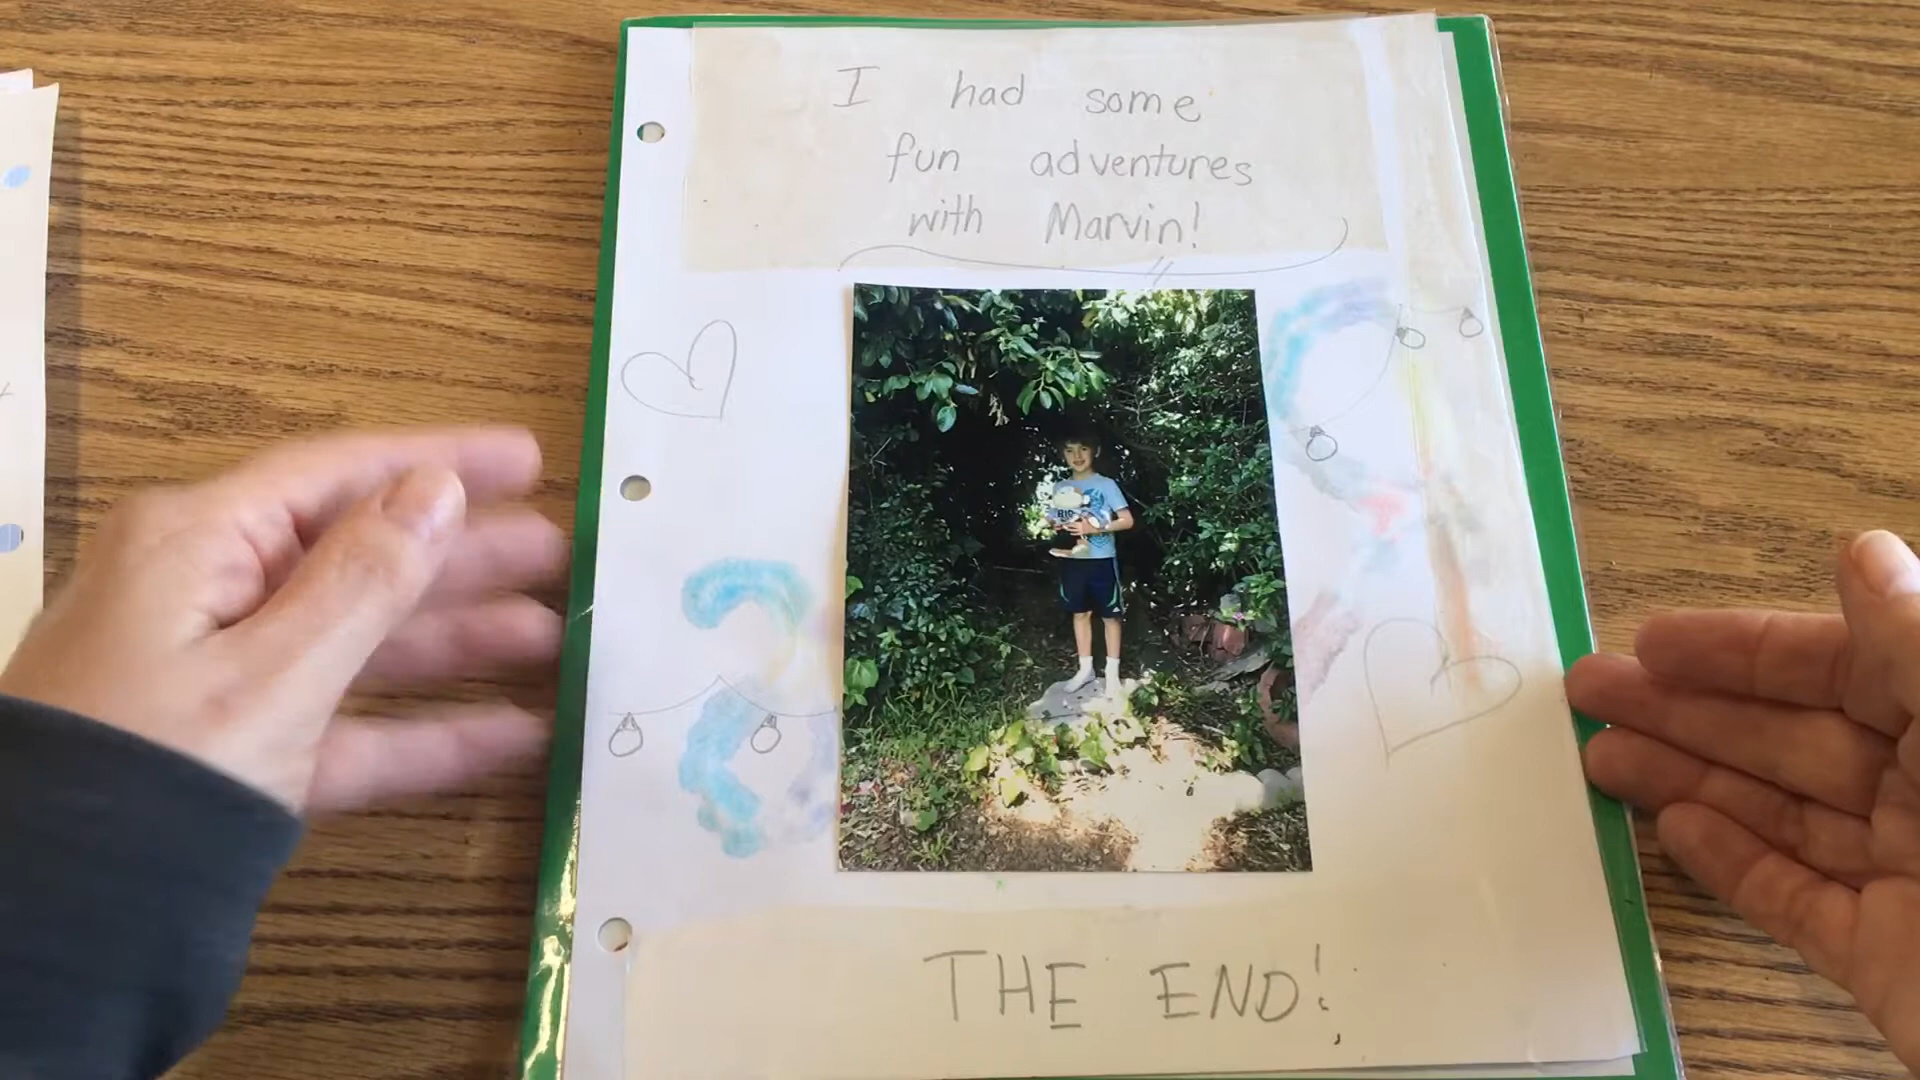 I had some
fun adventures
with Marvin!
THE END!